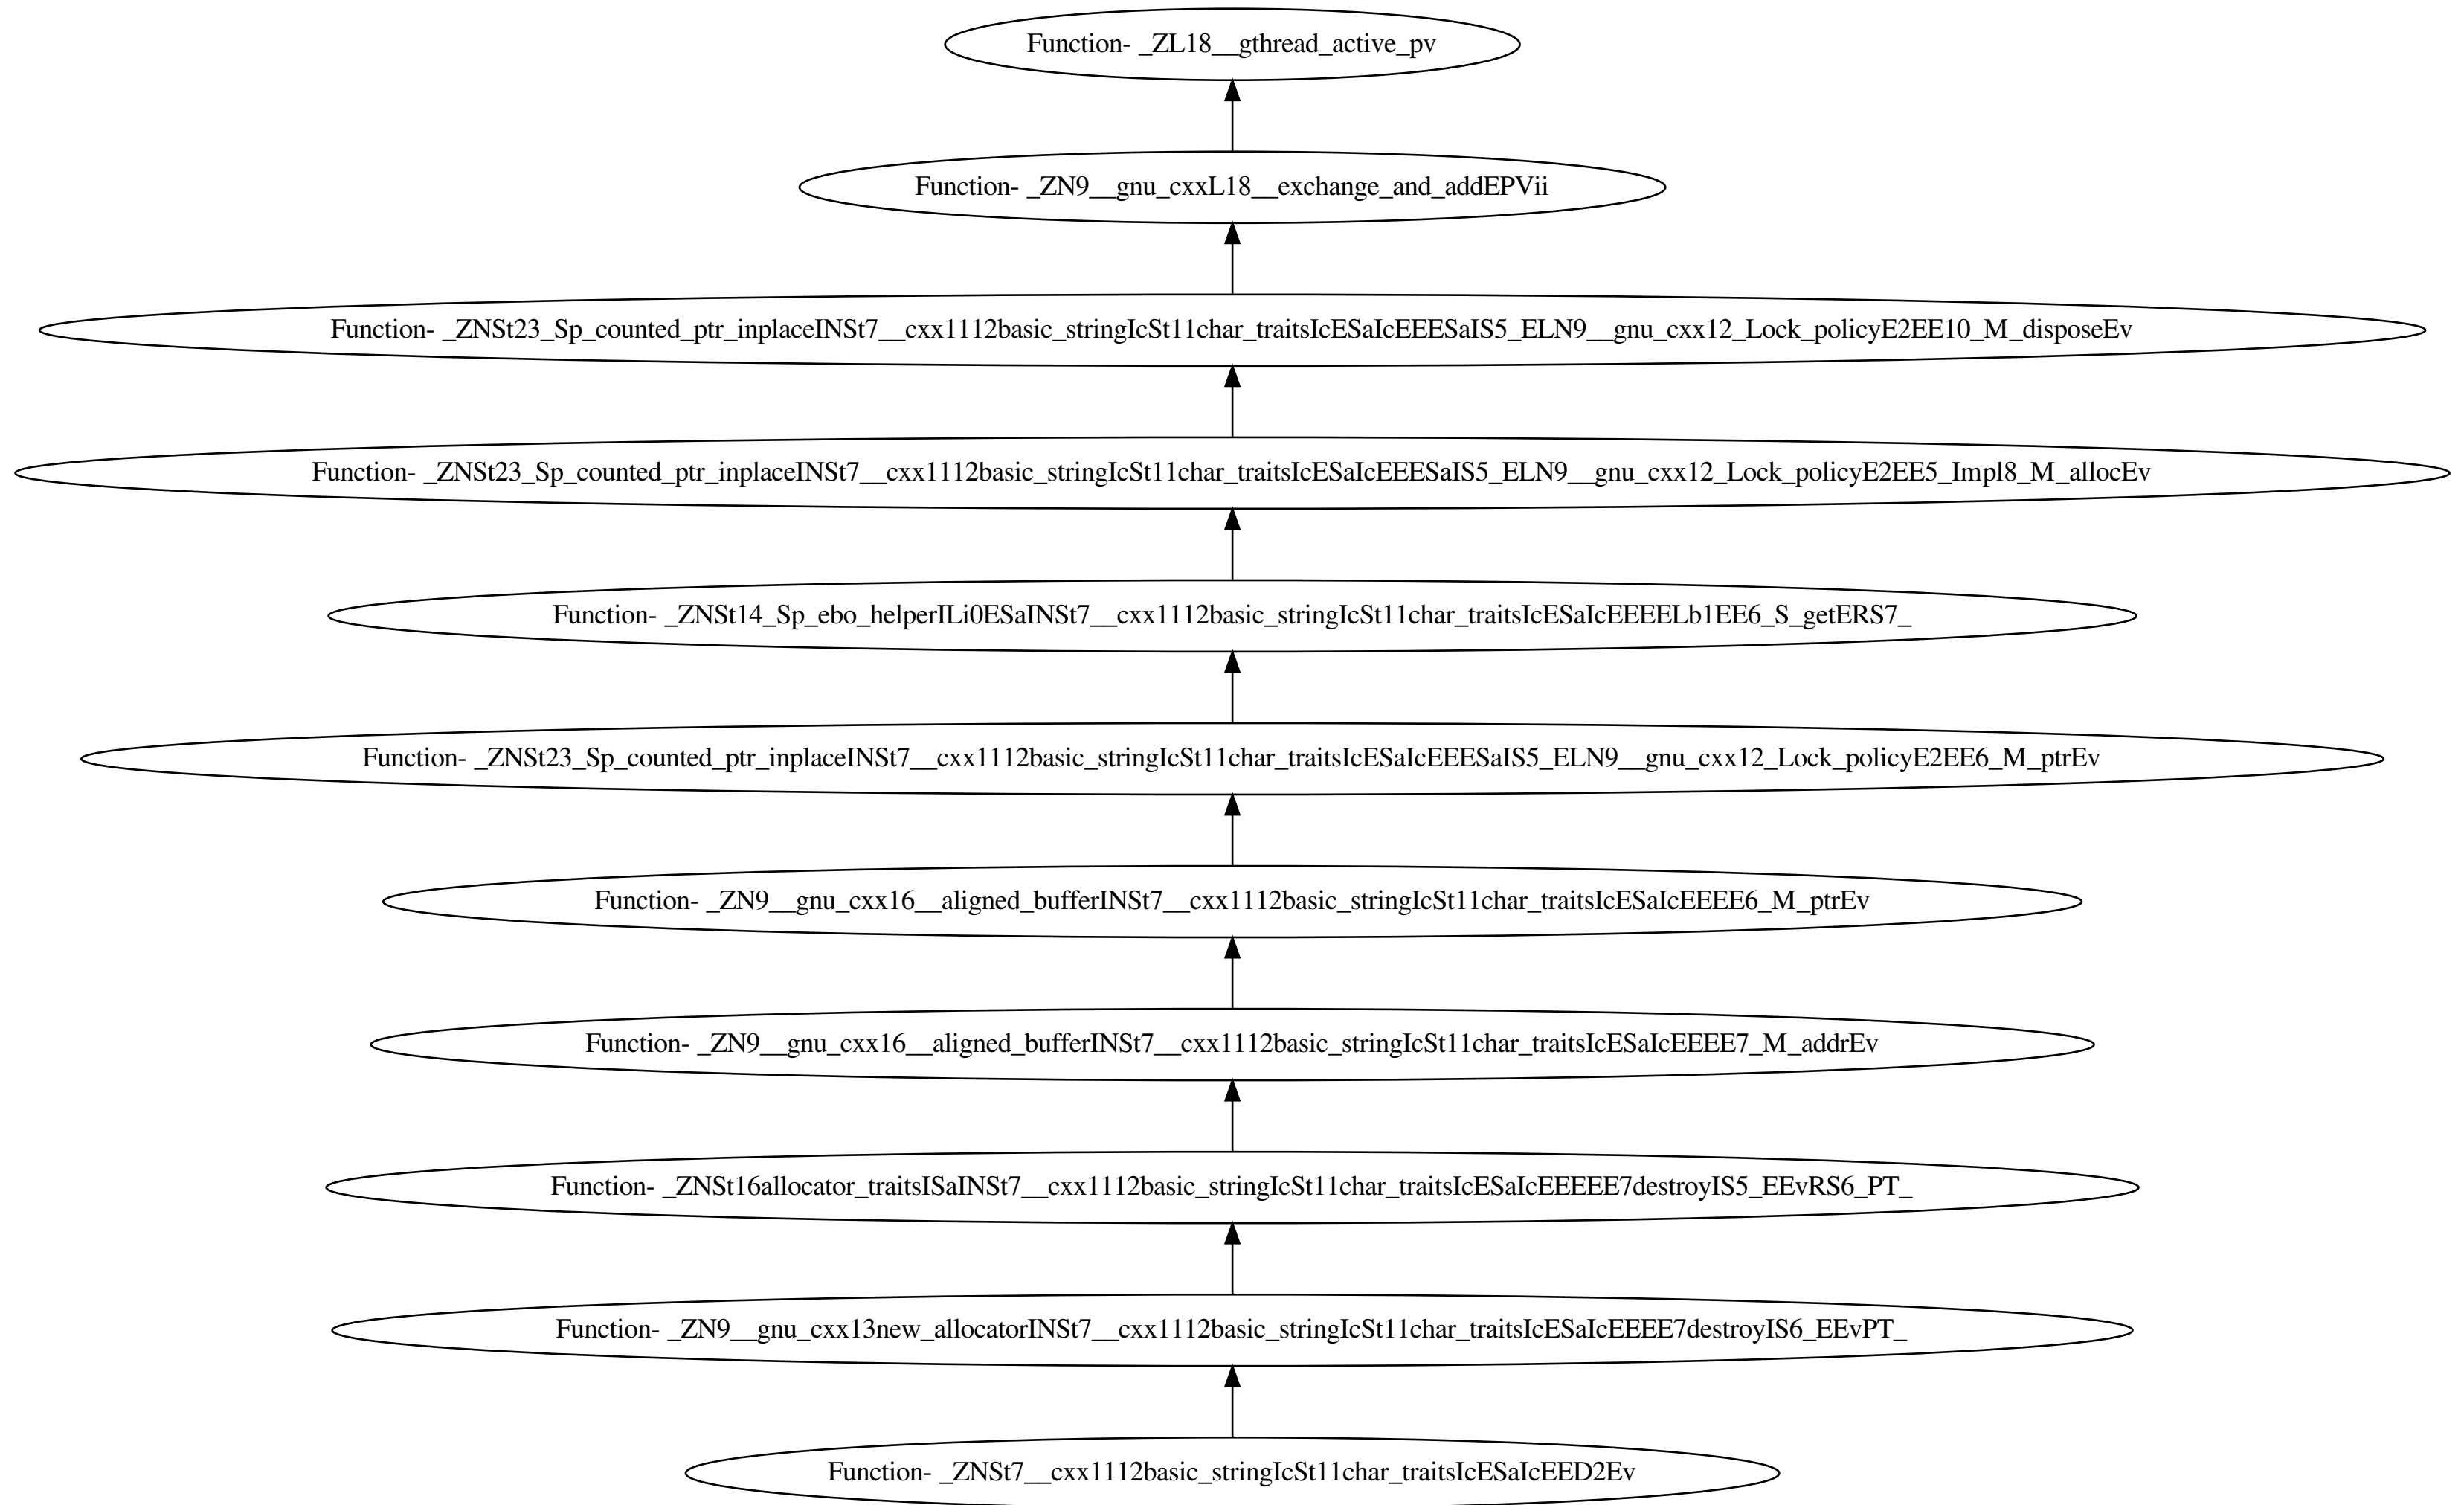 Function- _ZL18__gthread_active_pv
Function- _ZN9__gnu_cxxL18__exchange_and_addEPVii
Function- _ZNSt23_Sp_counted_ptr_inplaceINSt7__cxx1112basic_stringIcSt11char_traitsIcESaIcEEESaIS5_ELN9__gnu_cxx12_Lock_policyE2EE10_M_disposeEv
Function- _ZNSt23_Sp_counted_ptr_inplaceINSt7__cxx1112basic_stringIcSt11char_traitsIcESaIcEEESaIS5_ELN9__gnu_cxx12_Lock_policyE2EE5_Impl8_M_allocEv
Function- _ZNSt14_Sp_ebo_helperILi0ESaINSt7__cxx1112basic_stringIcSt11char_traitsIcESaIcEEEELb1EE6_S_getERS7_
Function- _ZNSt23_Sp_counted_ptr_inplaceINSt7__cxx1112basic_stringIcSt11char_traitsIcESaIcEEESaIS5_ELN9__gnu_cxx12_Lock_policyE2EE6_M_ptrEv
Function- _ZN9__gnu_cxx16__aligned_bufferINSt7__cxx1112basic_stringIcSt11char_traitsIcESaIcEEEE6_M_ptrEv
Function- _ZN9__gnu_cxx16__aligned_bufferINSt7__cxx1112basic_stringIcSt11char_traitsIcESaIcEEEE7_M_addrEv
Function- _ZNSt16allocator_traitsISaINSt7__cxx1112basic_stringIcSt11char_traitsIcESaIcEEEEE7destroyIS5_EEvRS6_PT_
Function- _ZN9__gnu_cxx13new_allocatorINSt7__cxx1112basic_stringIcSt11char_traitsIcESaIcEEEE7destroyIS6_EEvPT_
Function- _ZNSt7__cxx1112basic_stringIcSt11char_traitsIcESaIcEED2Ev